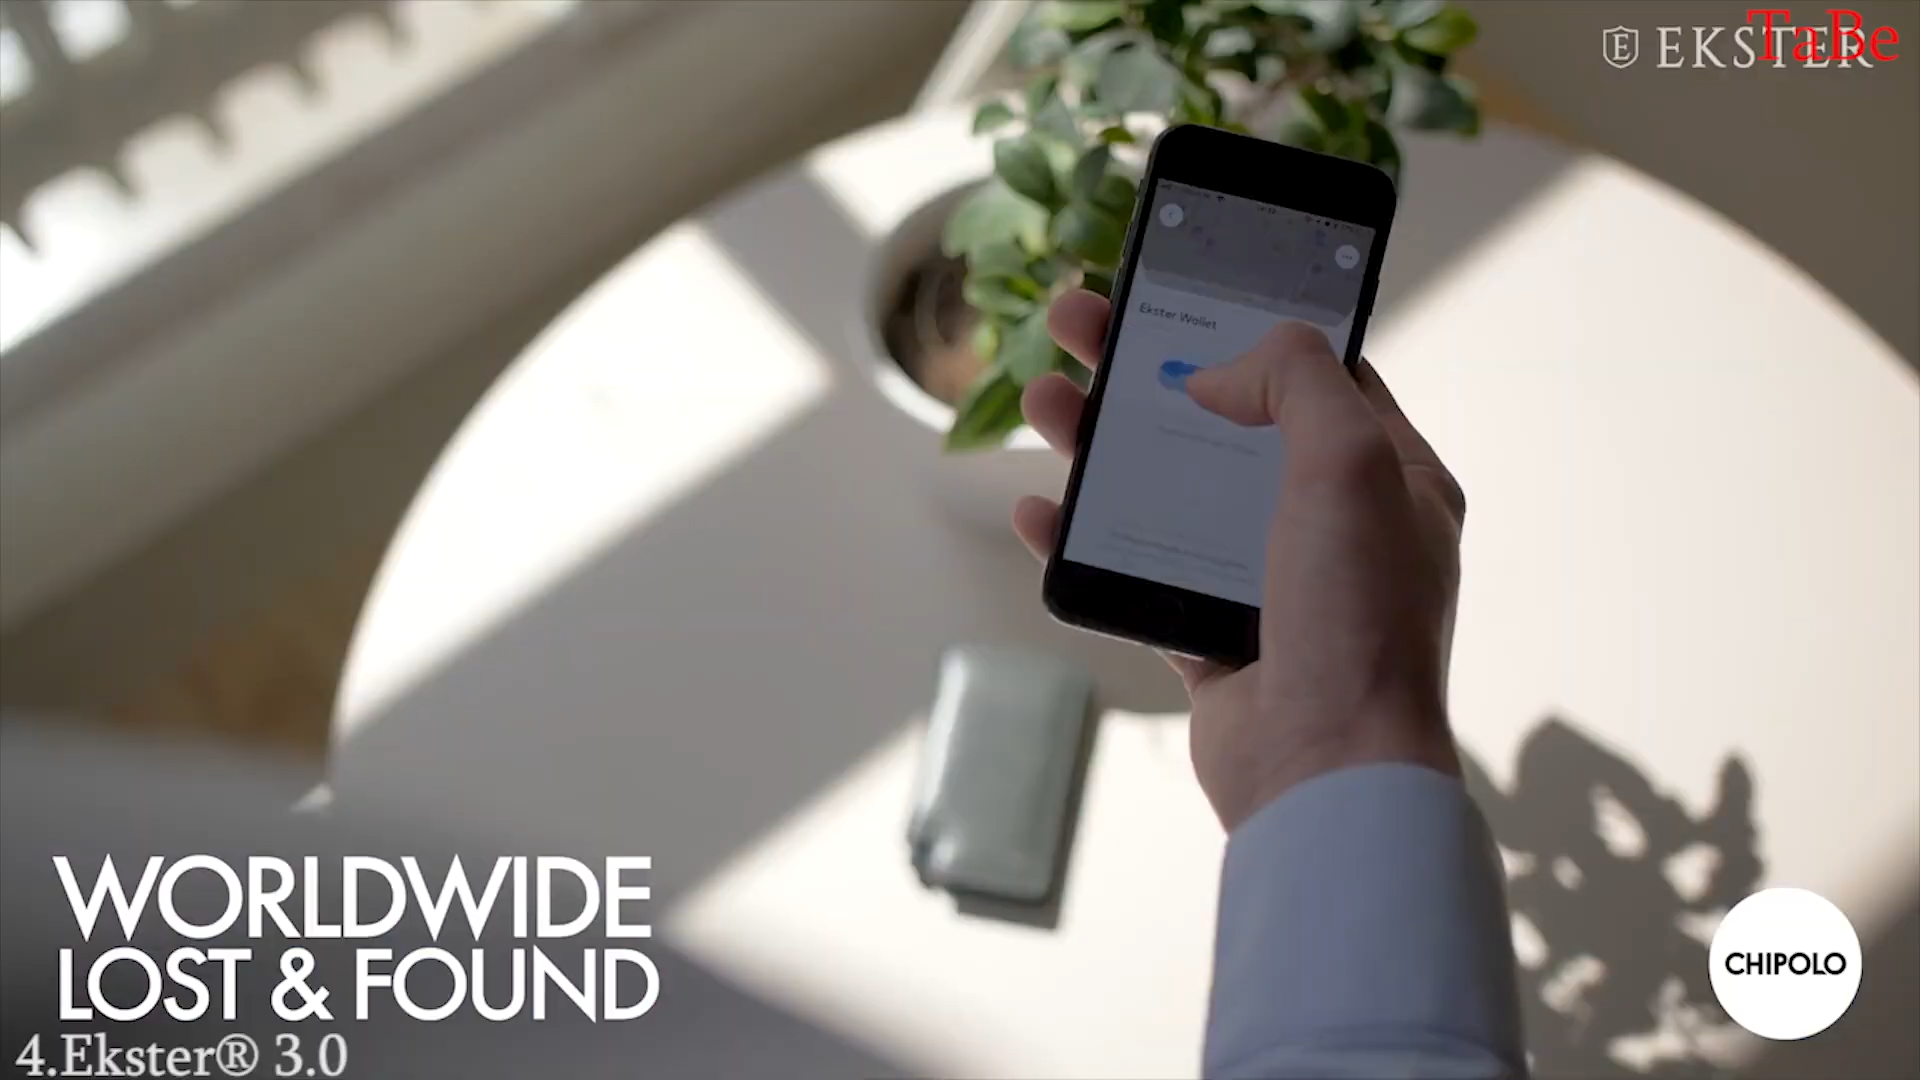 EKSTER
TaBe
Ekster Wallet
WORLDWIDE
LOST & FOUND
CHIPOLO
4.Ekster® 3.0